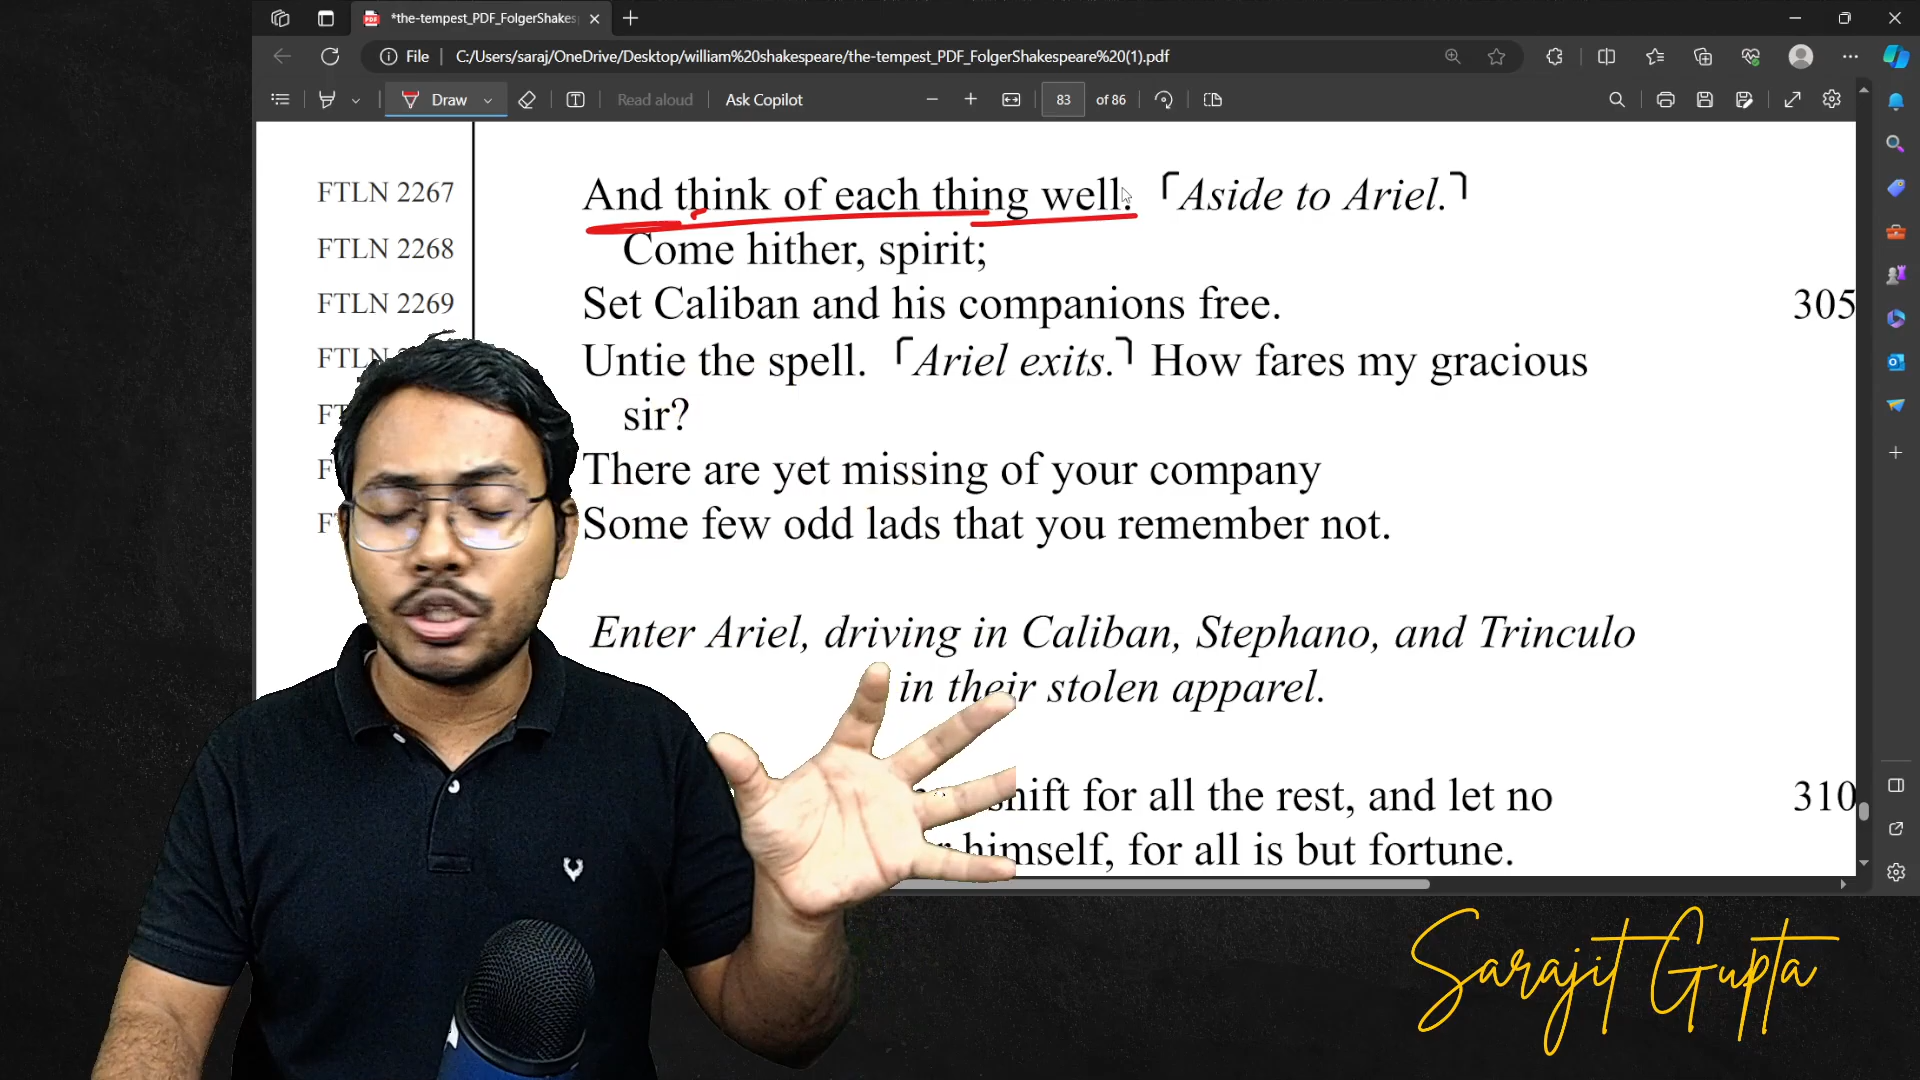 *the-tempest_PDF_FolgerShakes
File C:/Users/saraj/OneDrive/Desktop/william%20shakespeare/the-tempest_PDF_FolgerShakespeare%20(1).pdf
Draw Read aloud Ask Copilot 83 of 86
FTLN 2267 And think of each thing well. ⌜Aside to Ariel.⌝
FTLN 2268 Come hither, spirit;
FTLN 2269 Set Caliban and his companions free. 305
Untie the spell. ⌜Ariel exits.⌝ How fares my gracious
sir?
There are yet missing of your company
Some few odd lads that you remember not.
Enter Ariel, driving in Caliban, Stephano, and Trinculo
in their stolen apparel.
shift for all the rest, and let no 310
himself, for all is but fortune.
Sarajit Gupta